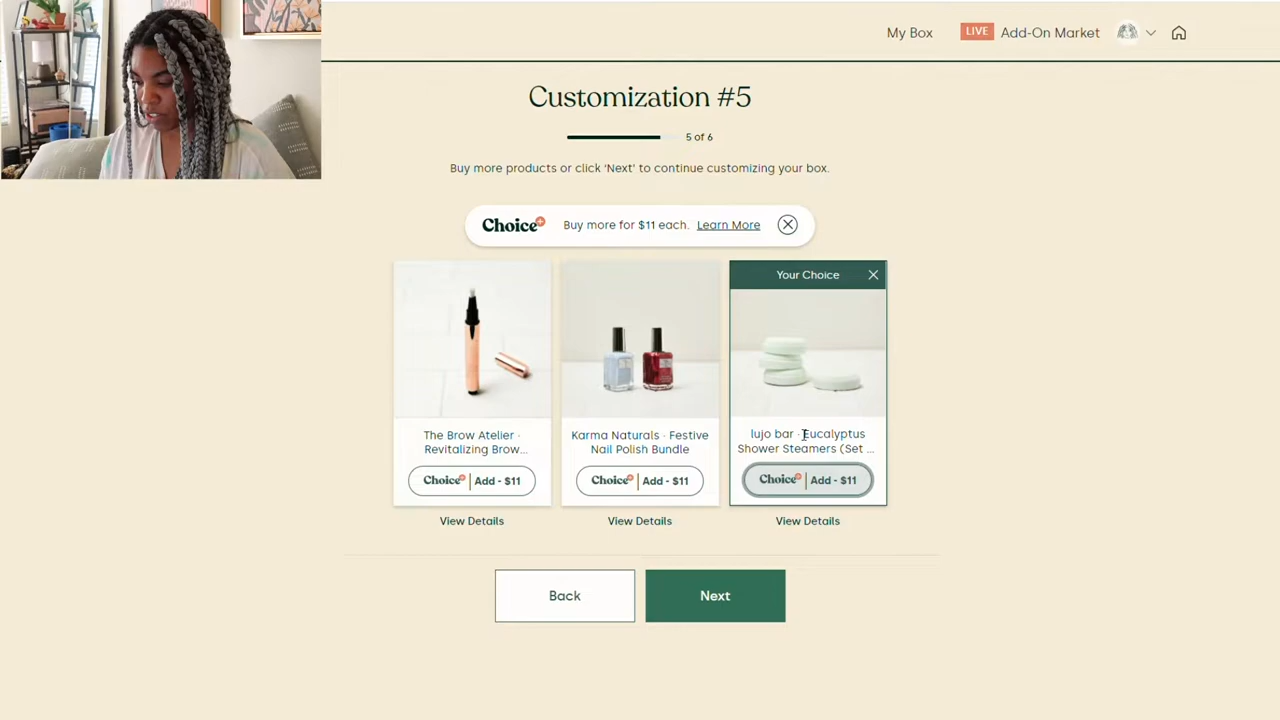 My Box
LIVE
Add-On Market
Customization #5
5 of 6
Buy more products or click 'Next' to continue customizing your box.
Choice+ Buy more for $11 each. Learn More
Your Choice
The Brow Atelier ·
Revitalizing Brow...
Choice+ | Add - $11
View Details
Karma Naturals · Festive
Nail Polish Bundle
Choice+ | Add - $11
View Details
lujo bar · Eucalyptus
Shower Steamers (Set ...
Choice+ | Add - $11
View Details
Back
Next